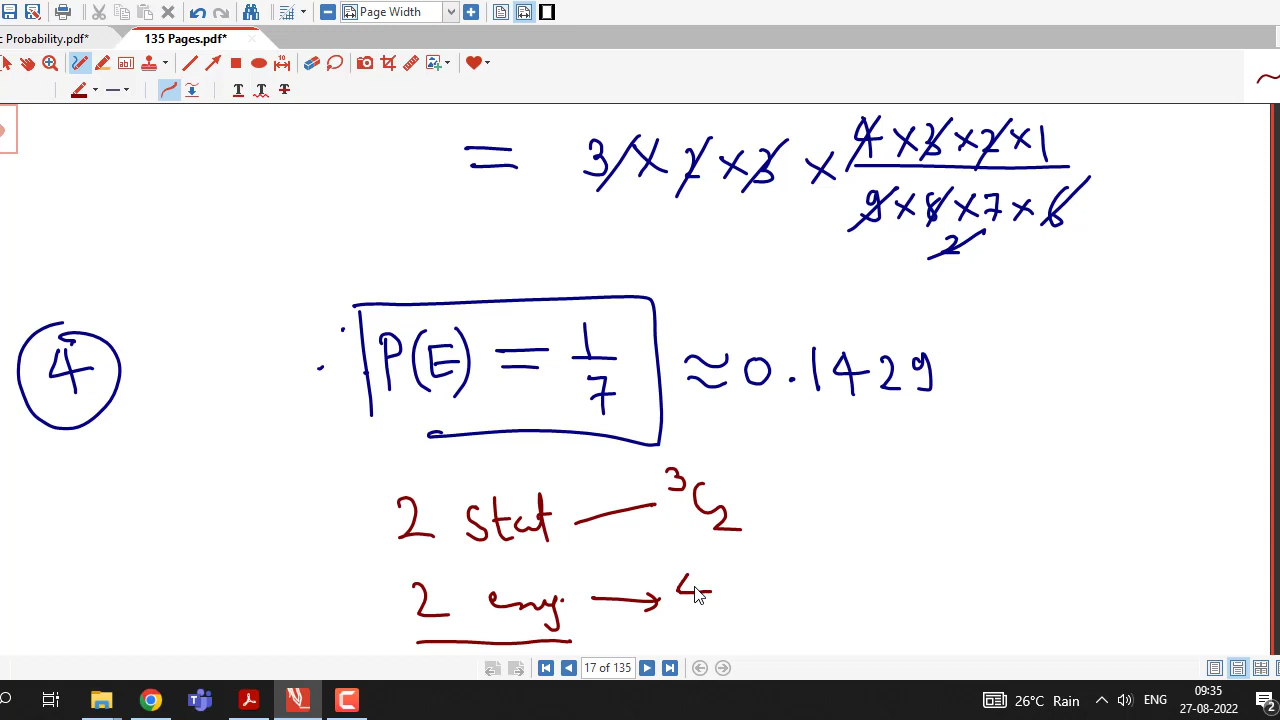 Page Width
c Probability.pdf*
135 Pages.pdf*
= 3 × 2 × 3 × 4 × 3 × 2 × 1
9 × 8 × 7 × 6
2
4
P(E) = 1/7 ≈ 0.1429
2 Stat — ³C₂
2 eng. → 4
17 of 135
26°C Rain
ENG
09:35
27-08-2022
2